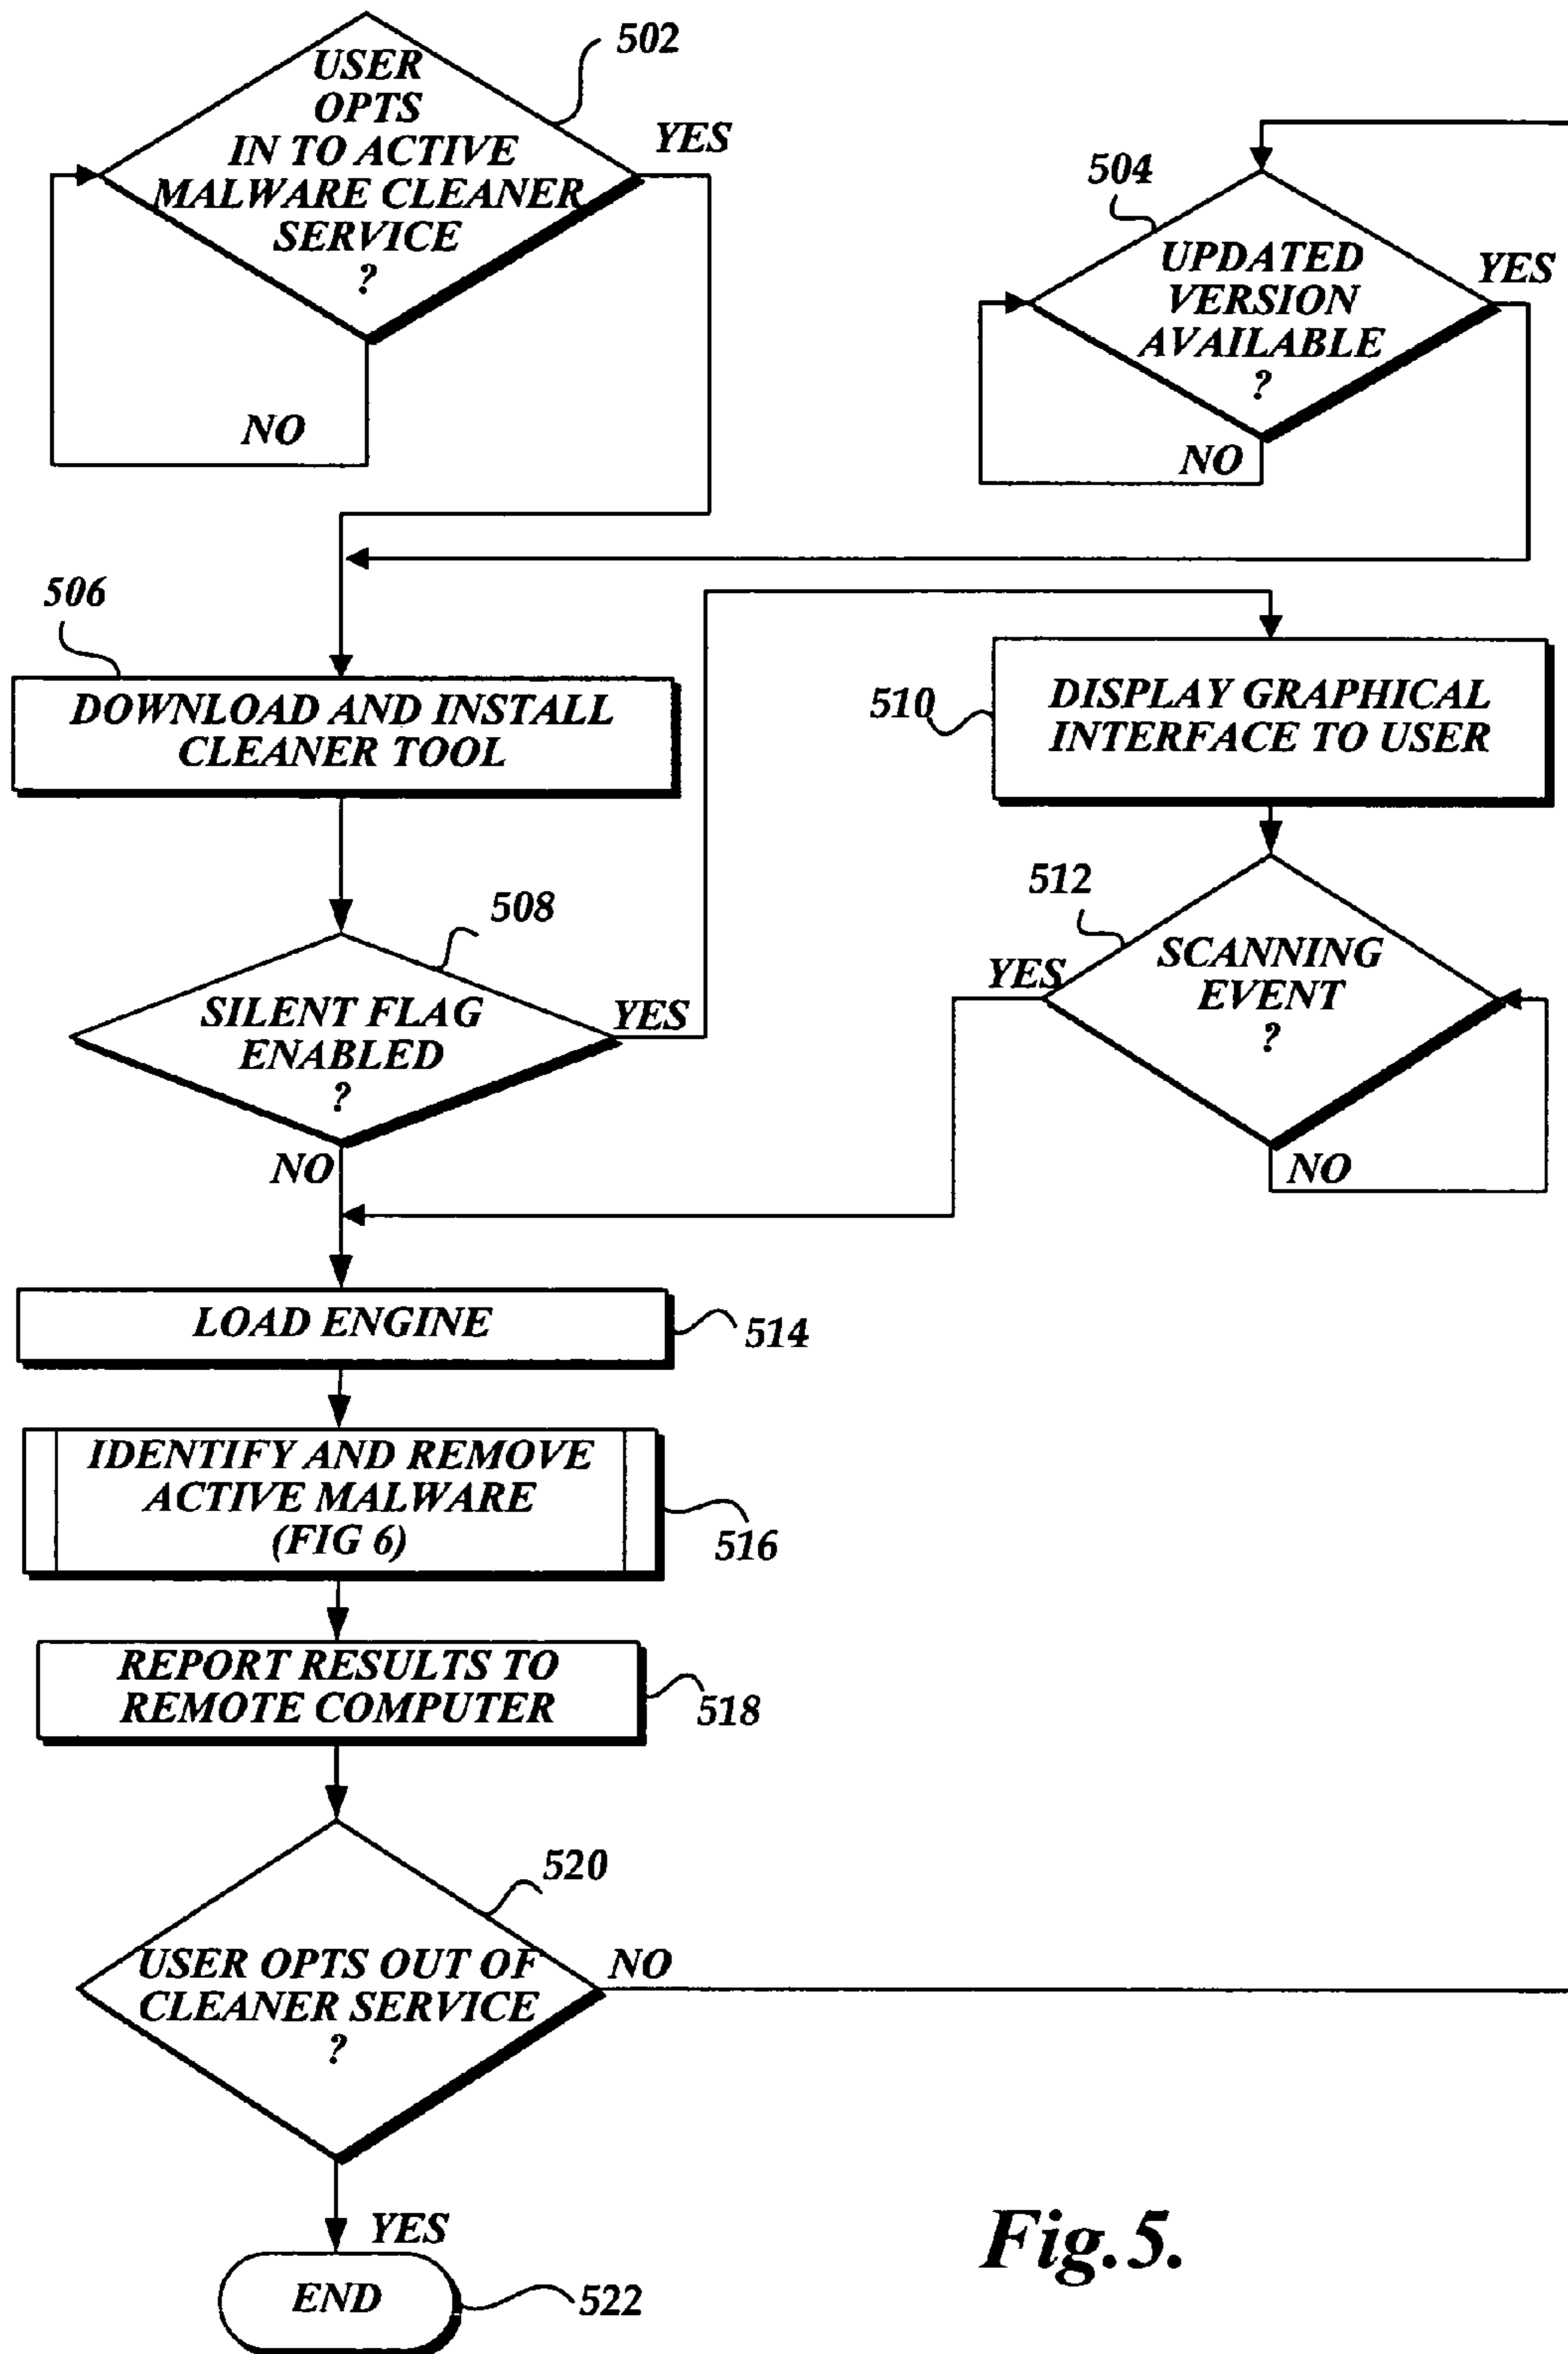 502
USER
OPTS
IN TO ACTIVE
MALWARE CLEANER
SERVICE
?
YES
NO
504
UPDATED
VERSION
AVAILABLE
?
YES
NO
506
DOWNLOAD AND INSTALL
CLEANER TOOL
508
SILENT FLAG
ENABLED
?
YES
NO
510
DISPLAY GRAPHICAL
INTERFACE TO USER
512
SCANNING
EVENT
?
YES
NO
LOAD ENGINE
514
IDENTIFY AND REMOVE
ACTIVE MALWARE
(FIG 6)
516
REPORT RESULTS TO
REMOTE COMPUTER
518
520
USER OPTS OUT OF
CLEANER SERVICE
?
NO
YES
END
522
Fig.5.